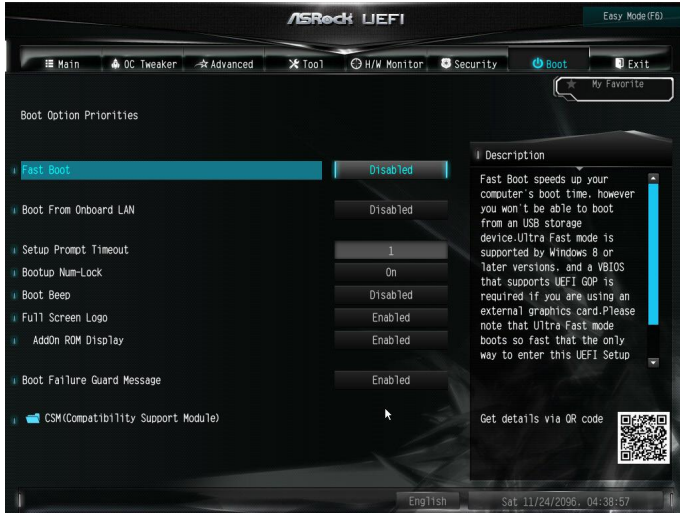 ASRock UEFI
Easy Mode(F6)
Main OC Tweaker Advanced Tool H/W Monitor Security Boot Exit
My Favorite
Boot Option Priorities
Fast Boot Disabled
Boot From Onboard LAN Disabled
Setup Prompt Timeout 1
Bootup Num-Lock On
Boot Beep Disabled
Full Screen Logo Enabled
AddOn ROM Display Enabled
Boot Failure Guard Message Enabled
CSM(Compatibility Support Module)
Description
Fast Boot speeds up your
computer's boot time. however
you won't be able to boot
from an USB storage
device.Ultra Fast mode is
supported by Windows 8 or
later versions. and a VBIOS
that supports UEFI GOP is
required if you are using an
external graphics card.Please
note that Ultra Fast mode
boots so fast that the only
way to enter this UEFI Setup
Get details via QR code
English
Sat 11/24/2096. 04:38:57